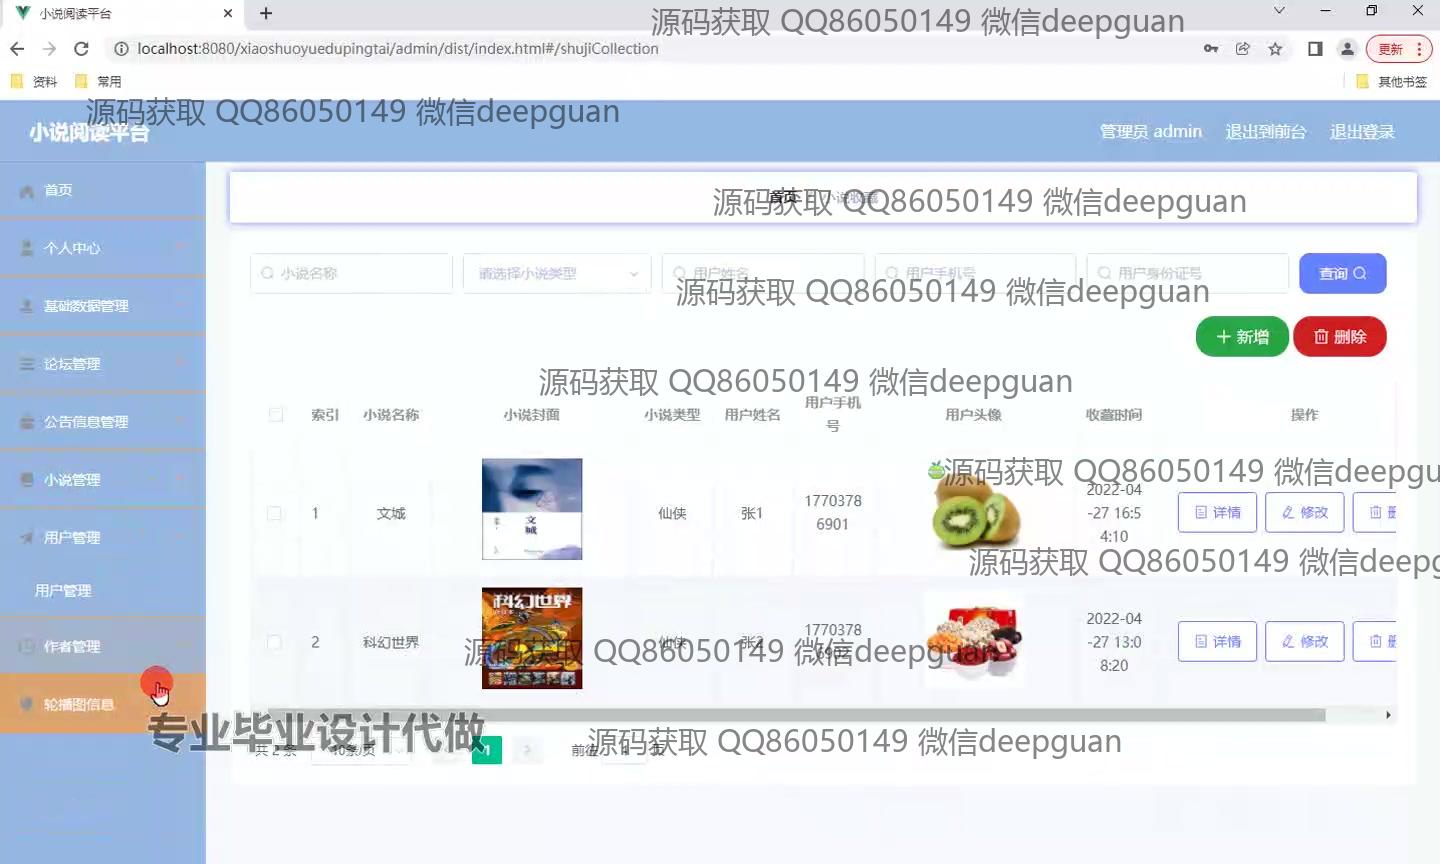 小说阅读平台
源码获取 QQ86050149 微信deepguan
localhost:8080/xiaoshuoyuedupingtai/admin/dist/index.html#/shujiCollection
更新
资料
常用
其他书签
源码获取 QQ86050149 微信deepguan
小说阅读平台
管理员 admin
退出到前台
退出登录
首页
个人中心
基础数据管理
论坛管理
公告信息管理
小说管理
用户管理
用户管理
作者管理
轮播图信息
首页
小说收藏
源码获取 QQ86050149 微信deepguan
小说名称
请选择小说类型
用户姓名
用户手机号
用户身份证号
查询
源码获取 QQ86050149 微信deepguan
新增
删除
源码获取 QQ86050149 微信deepguan
索引
小说名称
小说封面
小说类型
用户姓名
用户手机
号
用户头像
收藏时间
操作
源码获取 QQ86050149 微信deepgu
1
文城
文城
仙侠
张1
1770378
6901
2022-04
-27 16:5
4:10
详情
修改
源码获取 QQ86050149 微信deepg
2
科幻世界
科幻世界
仙侠
张2
1770378
6902
2022-04
-27 13:0
8:20
详情
修改
源码获取 QQ86050149 微信deepguan
专业毕业设计代做
共 2 条
10条/页
1
前往
1
页
源码获取 QQ86050149 微信deepguan